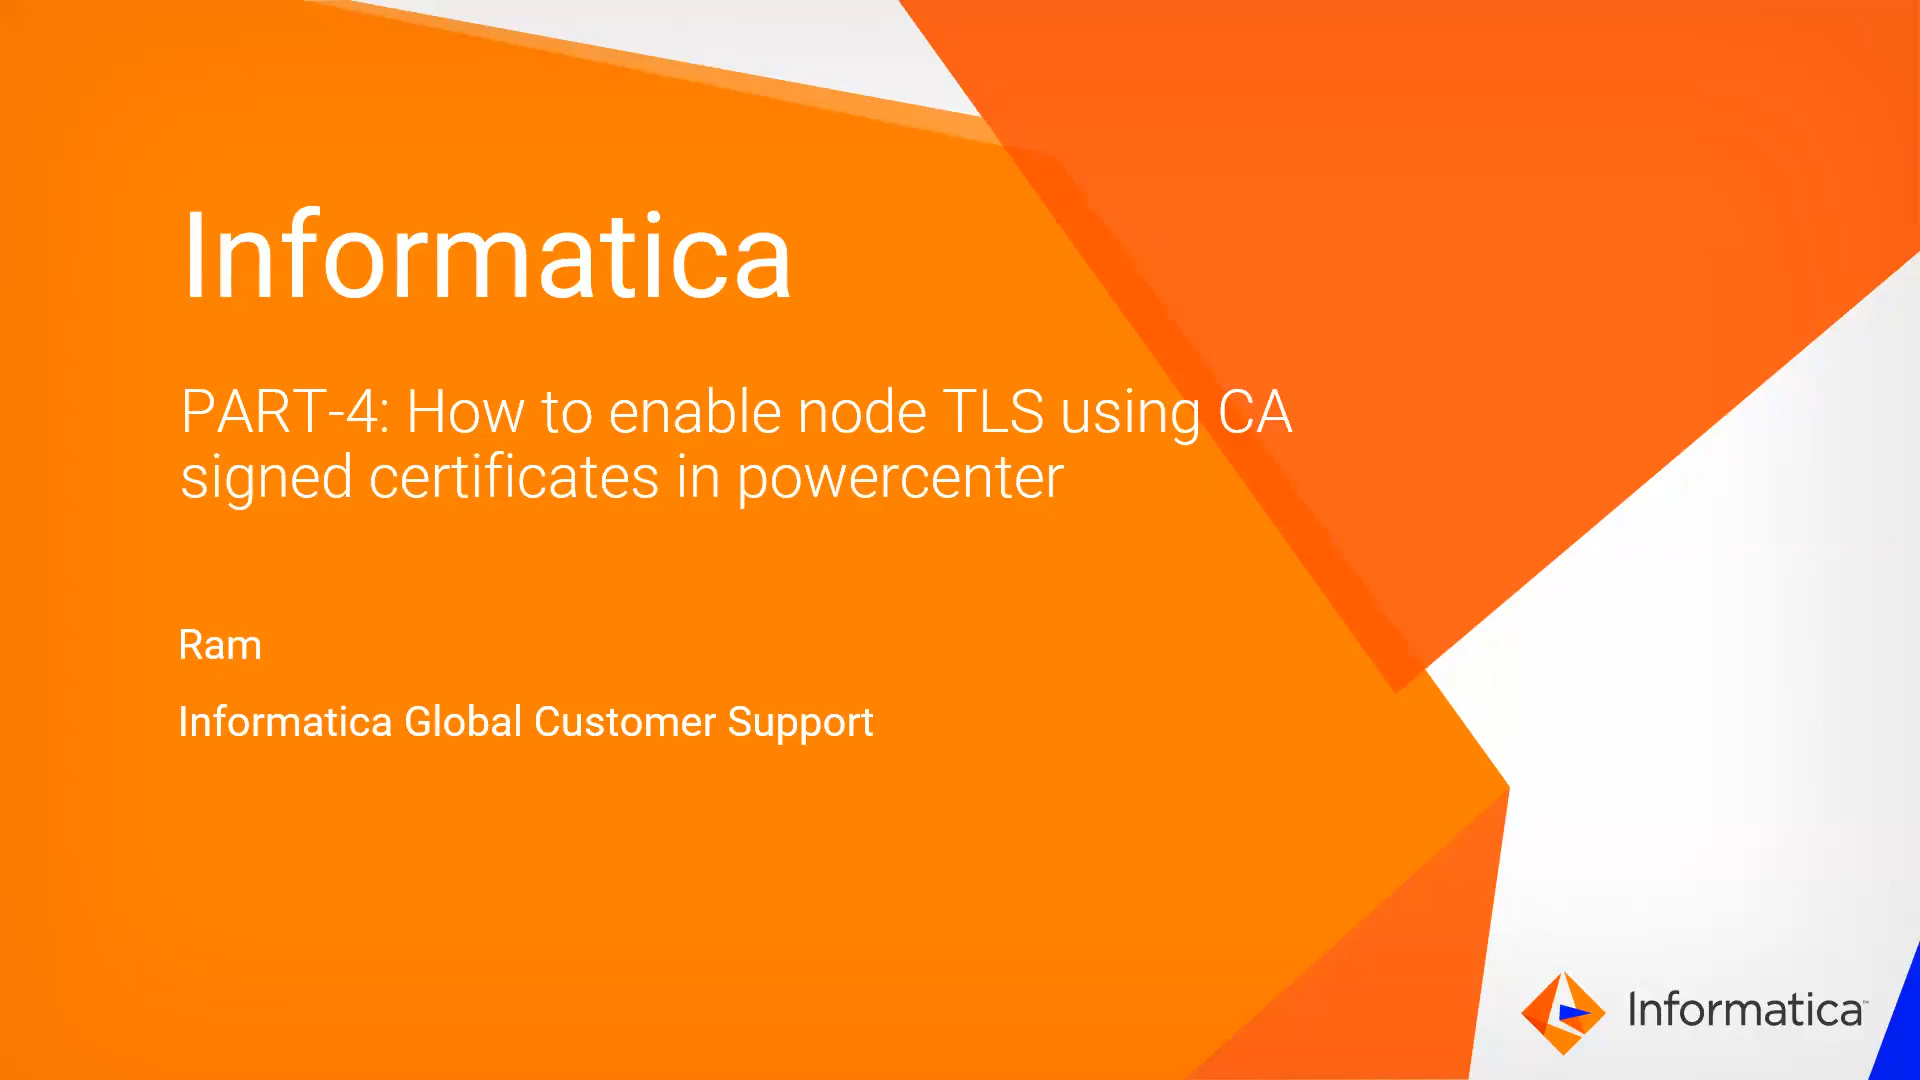 Informatica
PART-4: How to enable node TLS using CA
signed certificates in powercenter
Ram
Informatica Global Customer Support
Informatica™